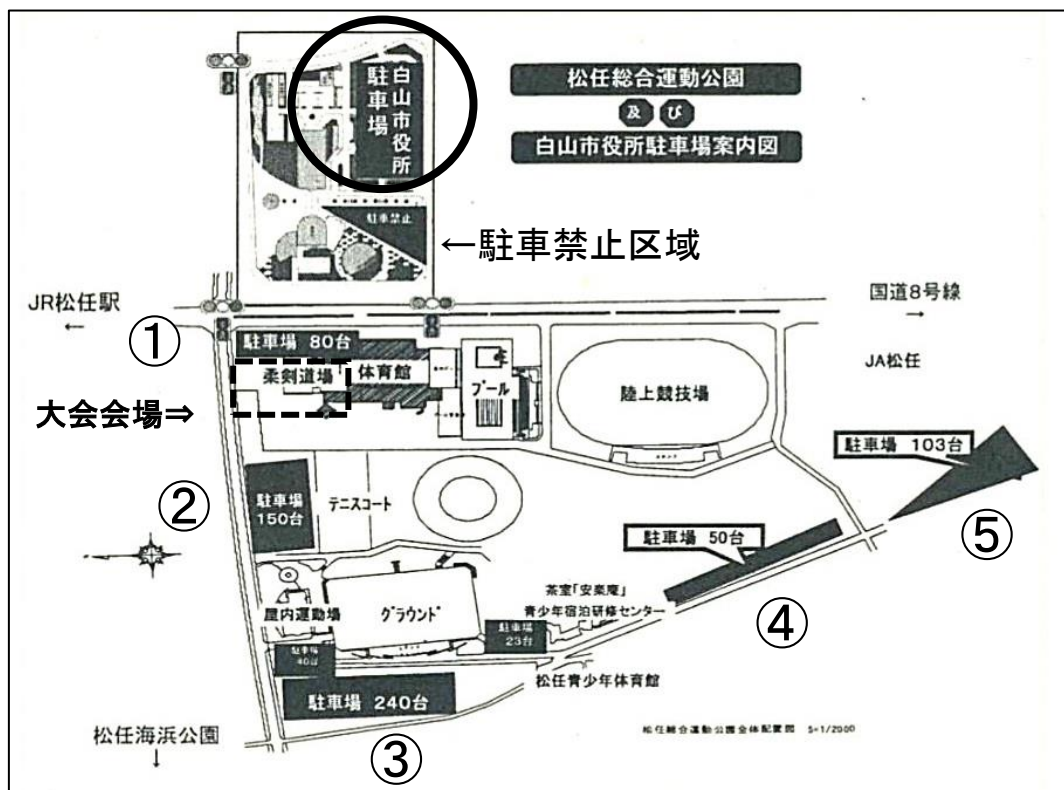 白山市役所
駐車場
松任総合運動公園
及び
白山市役所駐車場案内図
駐車禁止
←駐車禁止区域
JR松任駅
←
国道8号線
→
①
駐車場 80台
柔剣道場
体育館
プール
陸上競技場
JA松任
大会会場⇒
駐車場 103台
②
駐車場
150台
テニスコート
駐車場 50台
⑤
茶室「安楽庵」
青少年宿泊研修センター
④
屋内運動場
グラウンド
駐車場
23台
駐車場
40台
松任青少年体育館
駐車場 240台
松任海浜公園
↓
③
松任総合運動公園全体配置図 S=1/2000